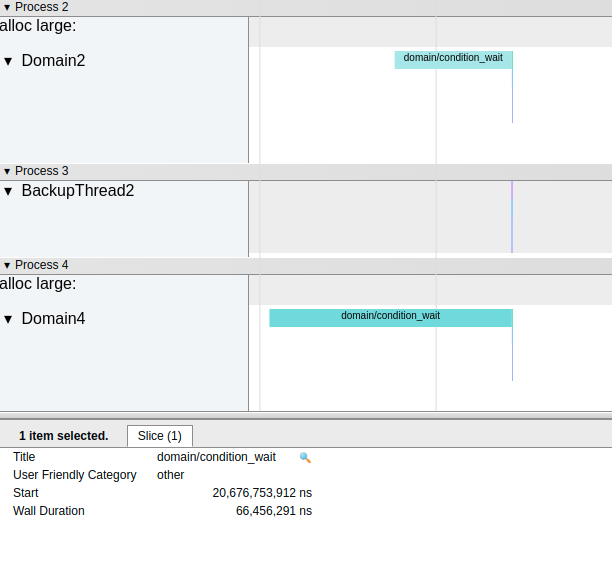 ▾ Process 2
alloc large:
▾ Domain2
domain/condition_wait
▾ Process 3
▾ BackupThread2
▾ Process 4
alloc large:
▾ Domain4
domain/condition_wait
1 item selected. Slice (1)
Title domain/condition_wait
User Friendly Category other
Start 20,676,753,912 ns
Wall Duration 66,456,291 ns